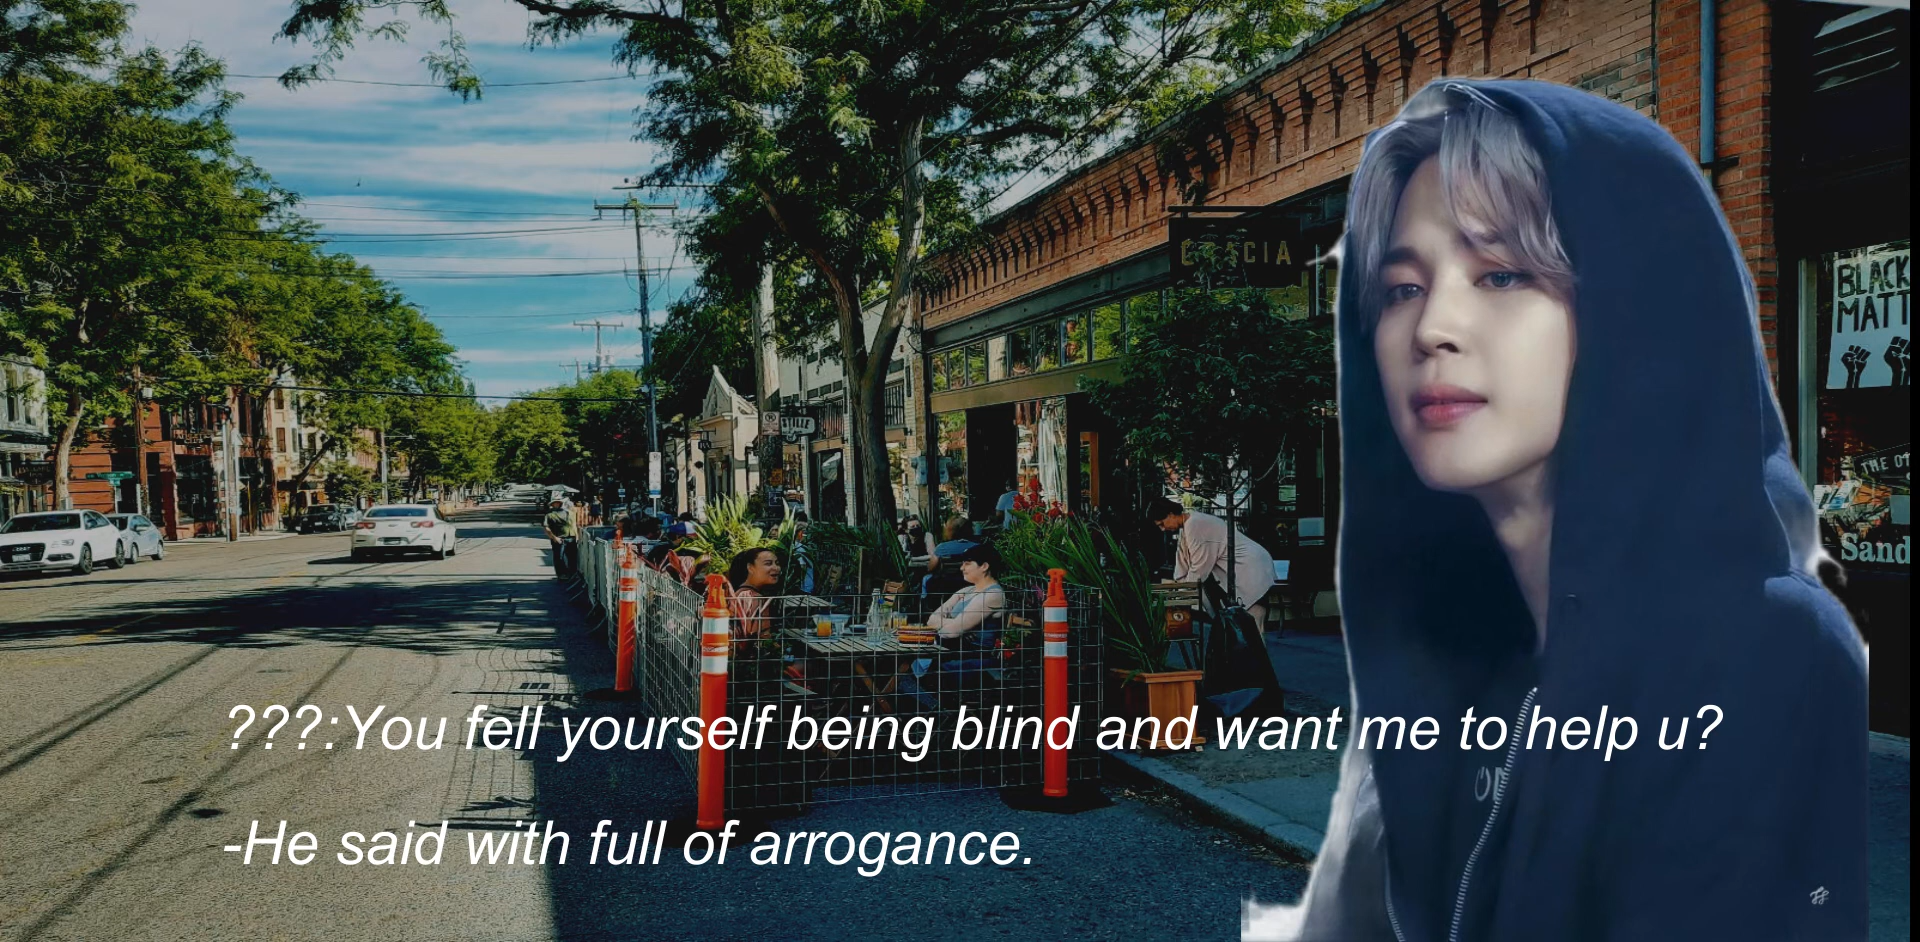 BLACK
MATT
THE OT
Sand
???:You fell yourself being blind and want me to help u?
-He said with full of arrogance.